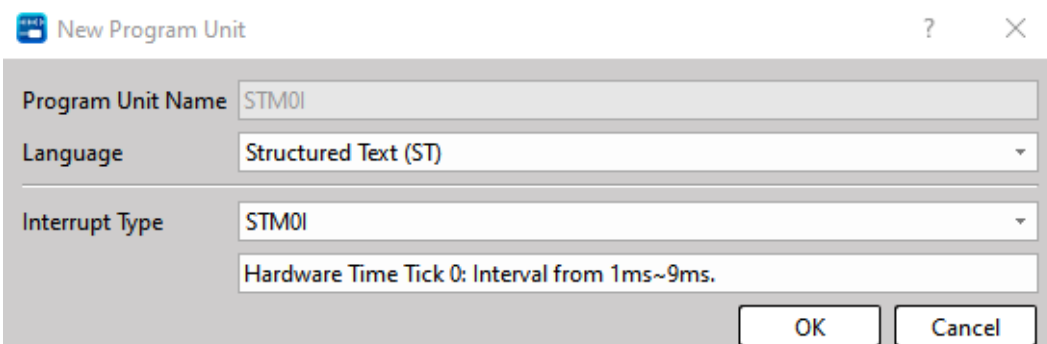 New Program Unit
Program Unit Name STM0I
Language Structured Text (ST)
Interrupt Type STM0I
Hardware Time Tick 0: Interval from 1ms~9ms.
OK Cancel